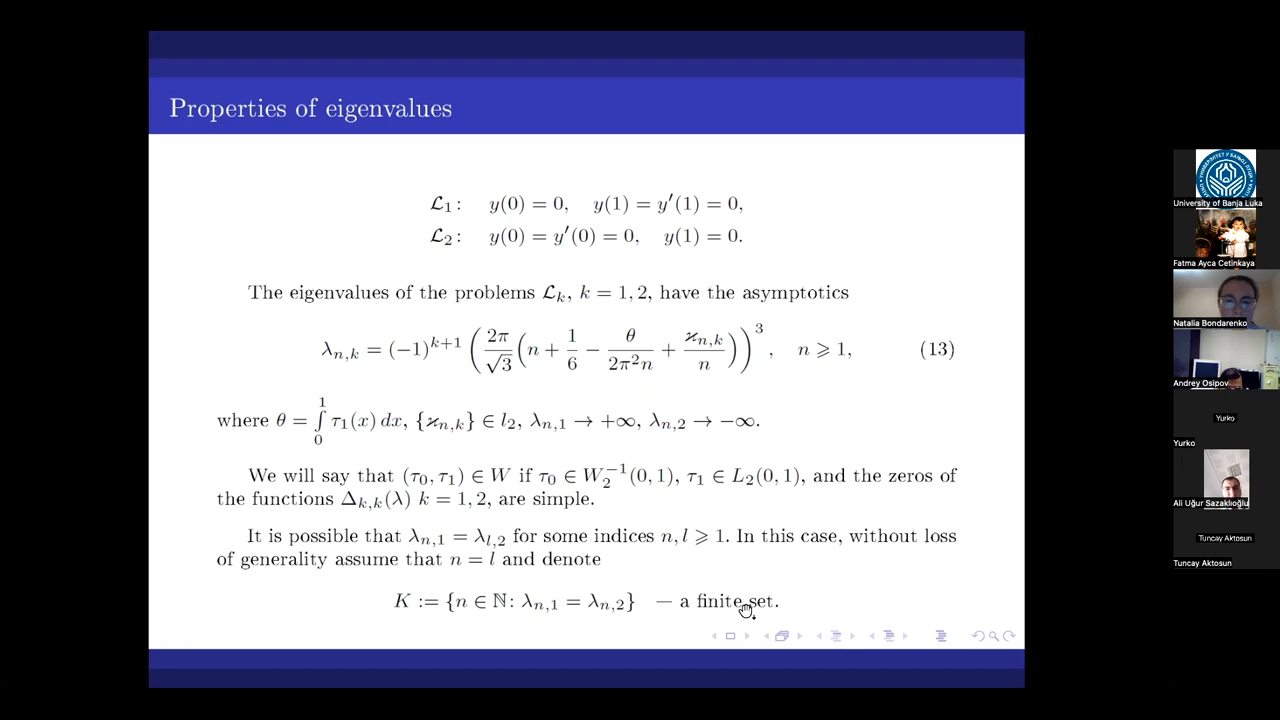 Properties of eigenvalues
ℒ₁: y(0) = 0, y(1) = y′(1) = 0,
ℒ₂: y(0) = y′(0) = 0, y(1) = 0.
The eigenvalues of the problems ℒₖ, k = 1, 2, have the asymptotics
λₙ,ₖ = (−1)ᵏ⁺¹ (2π/√3 (n + 1/6 − θ/2π²n + ϰₙ,ₖ/n))³, n ⩾ 1, (13)
where θ = ∫₀¹ τ₁(x) dx, {ϰₙ,ₖ} ∈ l₂, λₙ,₁ → +∞, λₙ,₂ → −∞.
We will say that (τ₀, τ₁) ∈ W if τ₀ ∈ W₂⁻¹(0, 1), τ₁ ∈ L₂(0, 1), and the zeros of
the functions Δₖ,ₖ(λ) k = 1, 2, are simple.
It is possible that λₙ,₁ = λₗ,₂ for some indices n, l ⩾ 1. In this case, without loss
of generality assume that n = l and denote
K := {n ∈ ℕ: λₙ,₁ = λₙ,₂} — a finite set.
University of Banja Luka
Fatma Ayca Cetinkaya
Natalia Bondarenko
Andrey Osipov
Yurko
Yurko
Ali Uğur Sazaklıoğlu
Tuncay Aktosun
Tuncay Aktosun